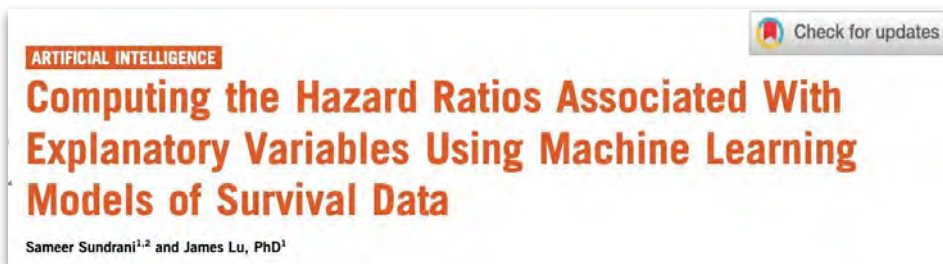 Check for updates
ARTIFICIAL INTELLIGENCE
Computing the Hazard Ratios Associated With
Explanatory Variables Using Machine Learning
Models of Survival Data
Sameer Sundrani1,2 and James Lu, PhD1